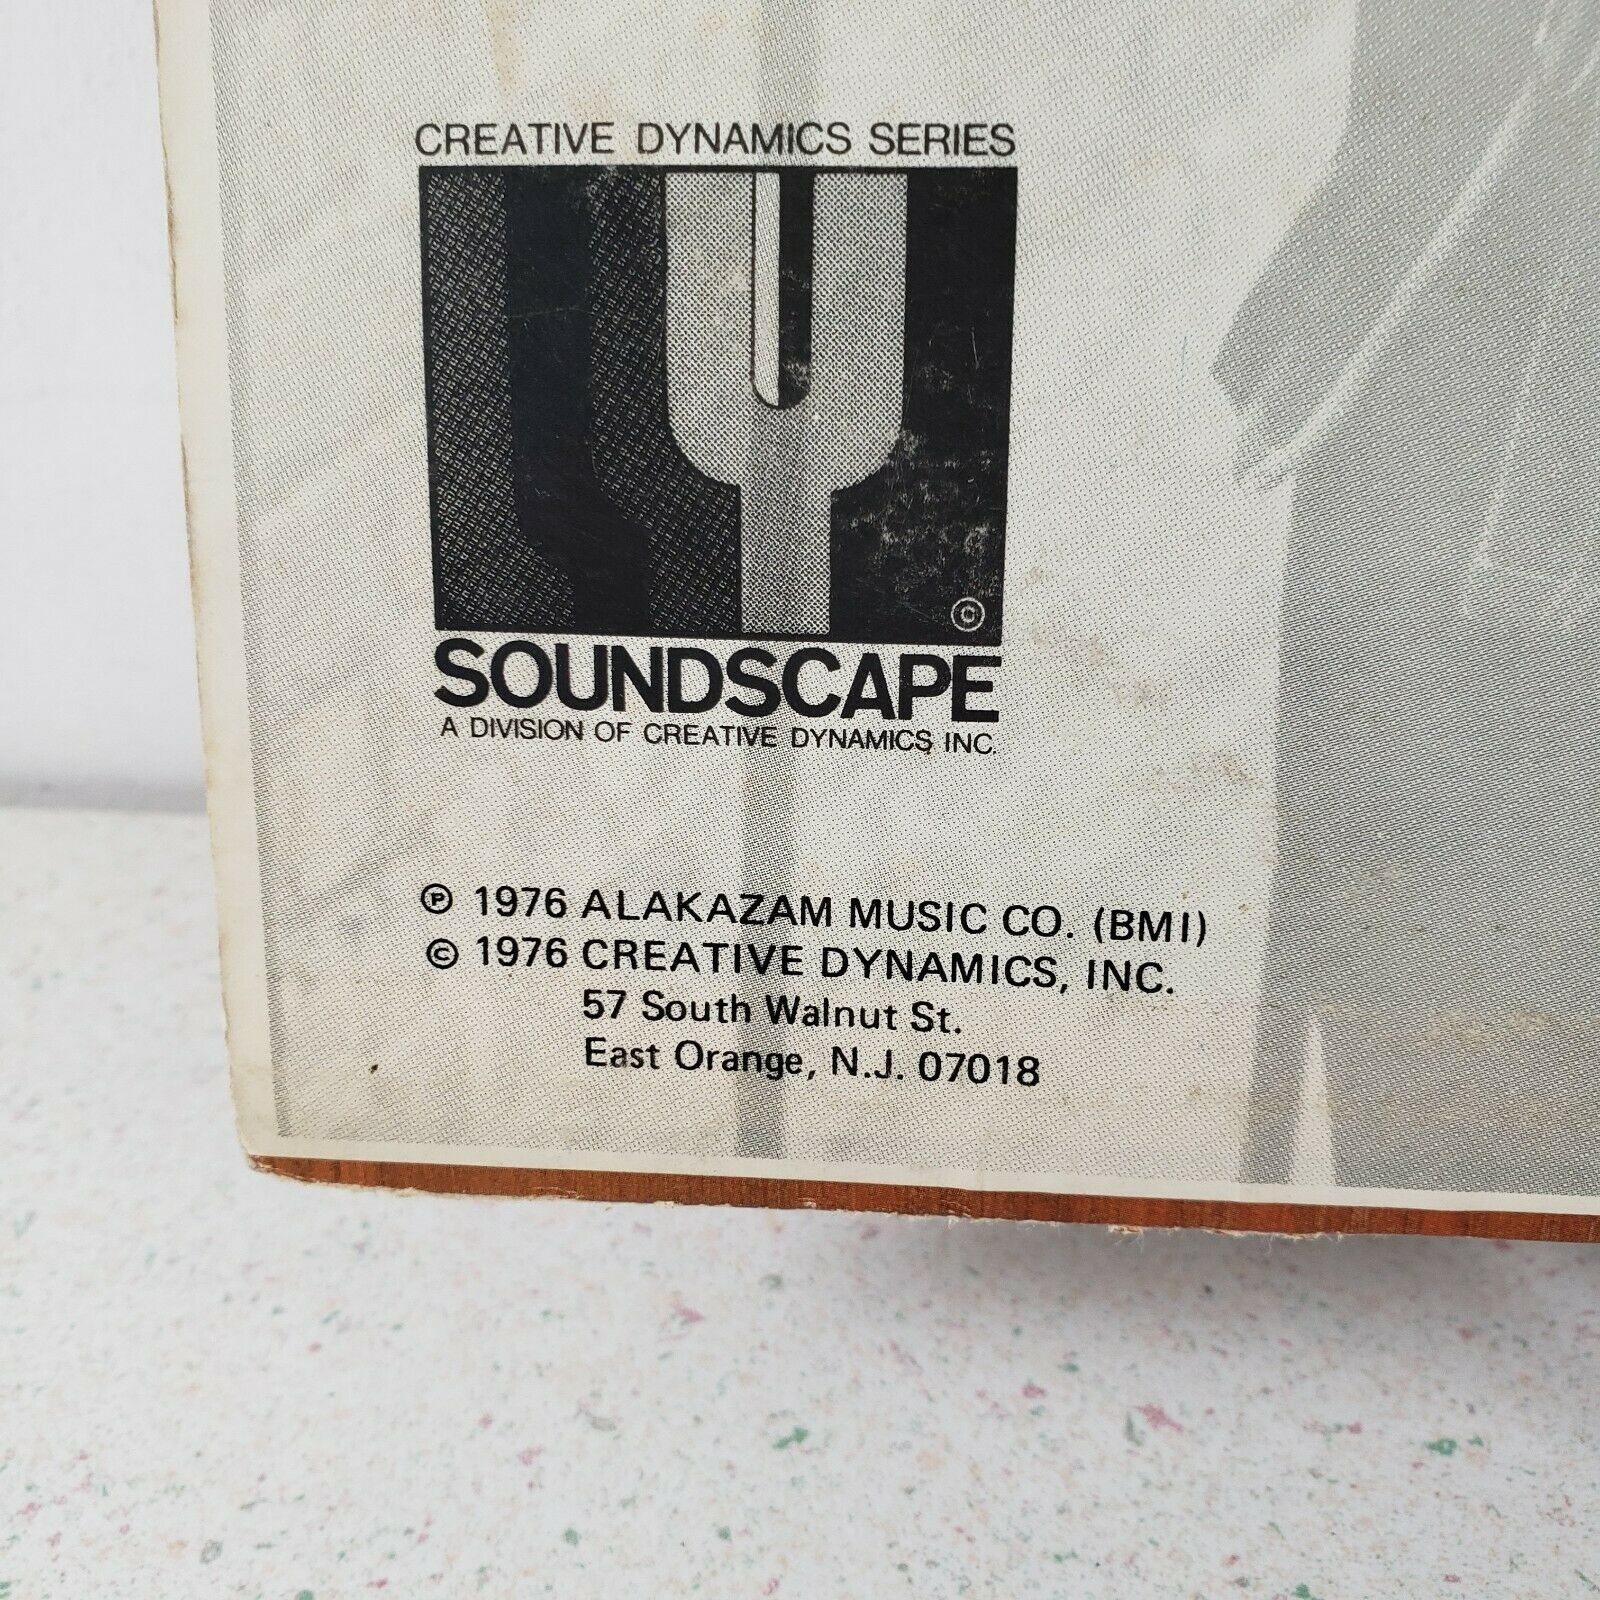 CREATIVE DYNAMICS SERIES
©
SOUNDSCAPE
A DIVISION OF CREATIVE DYNAMICS INC.
℗ 1976 ALAKAZAM MUSIC CO. (BMI)
© 1976 CREATIVE DYNAMICS, INC.
57 South Walnut St.
East Orange, N.J. 07018